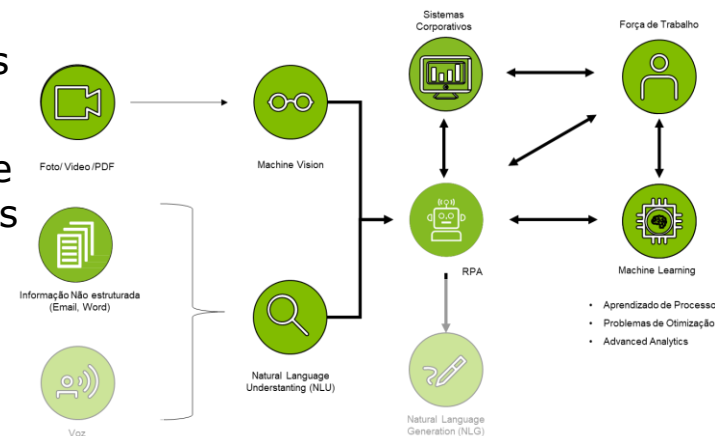 s
e
s
Foto/ Video /PDF
Informação Não estruturada
(Email, Word)
Voz
Machine Vision
Natural Language
Understanting (NLU)
Sistemas
Corporativos
RPA
Natural Language
Generation (NLG)
Força de Trabalho
Machine Learning
• Aprendizado de Processo
• Problemas de Otimização
• Advanced Analytics